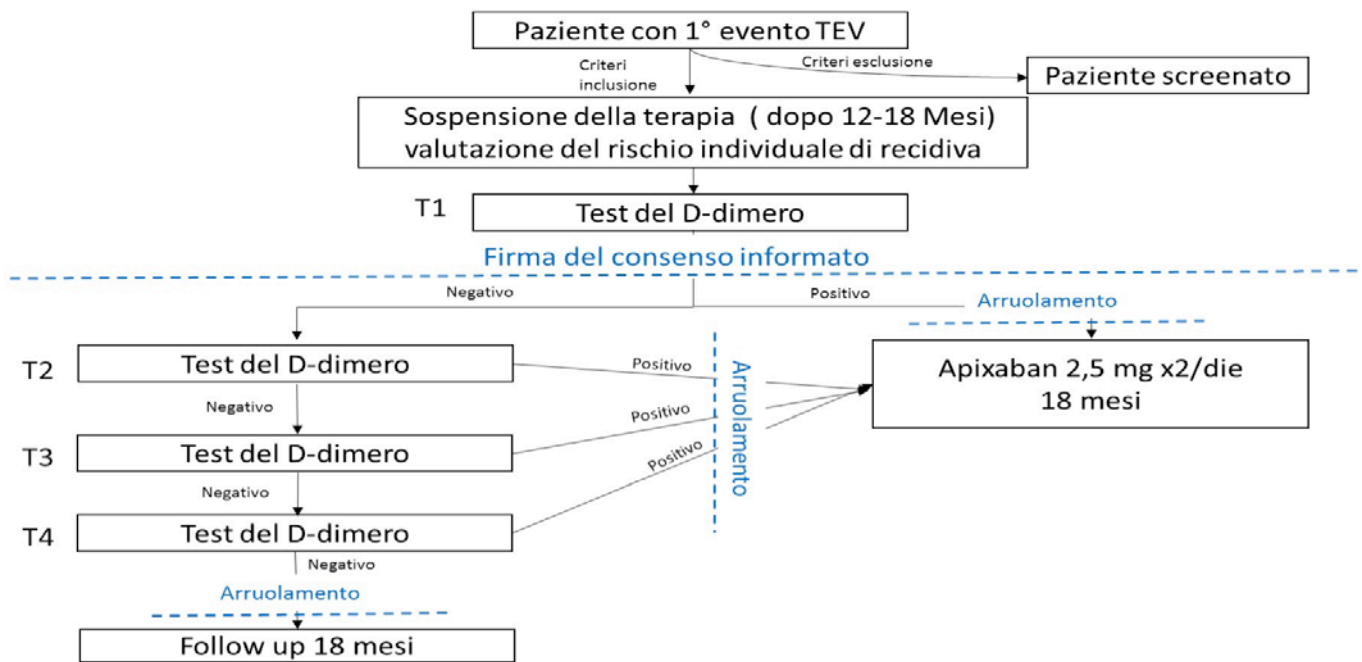 Paziente con 1° evento TEV
Criteri
inclusione
Criteri esclusione
Paziente screenato
Sospensione della terapia ( dopo 12-18 Mesi)
valutazione del rischio individuale di recidiva
T1
Test del D-dimero
Firma del consenso informato
Negativo
Positivo
Arruolamento
T2
Test del D-dimero
Positivo
Arruolamento
Apixaban 2,5 mg x2/die
18 mesi
Negativo
T3
Test del D-dimero
Positivo
Negativo
T4
Test del D-dimero
Positivo
Negativo
Arruolamento
Follow up 18 mesi